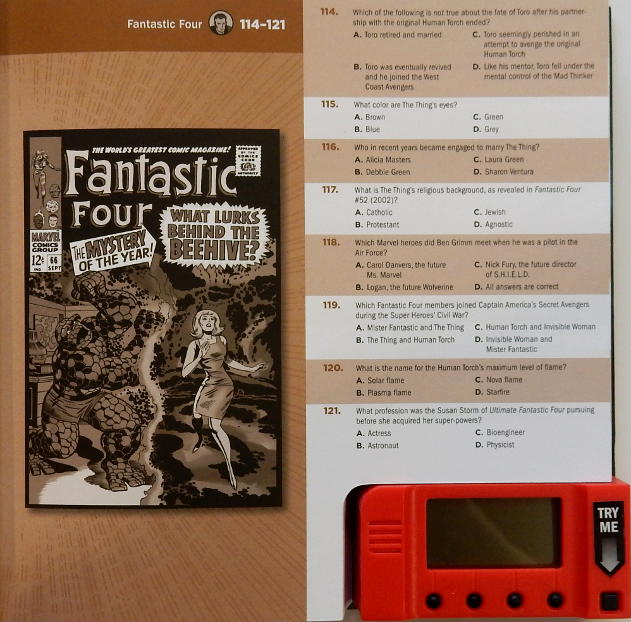 Fantastic Four 114–121
THE WORLD'S GREATEST COMIC MAGAZINE!
APPROVED
BY THE
COMICS
CODE
AUTHORITY
Fantastic
Four
MARVEL
COMICS
GROUP
12¢ 66
IND. SEPT
THE MYSTERY
OF THE YEAR!
WHAT LURKS
BEHIND THE
BEEHIVE?
114. Which of the following is not true about the fate of Toro after his partner-
ship with the original Human Torch ended?
A. Toro retired and married
C. Toro seemingly perished in an
attempt to avenge the original
Human Torch
B. Toro was eventually revived
and he joined the West
Coast Avengers
D. Like his mentor, Toro fell under the
mental control of the Mad Thinker
115. What color are The Thing's eyes?
A. Brown C. Green
B. Blue D. Grey
116. Who in recent years became engaged to marry The Thing?
A. Alicia Masters C. Laura Green
B. Debbie Green D. Sharon Ventura
117. What is The Thing's religious background, as revealed in Fantastic Four
#52 (2002)?
A. Catholic C. Jewish
B. Protestant D. Agnostic
118. Which Marvel heroes did Ben Grimm meet when he was a pilot in the
Air Force?
A. Carol Danvers, the future
Ms. Marvel
C. Nick Fury, the future director
of S.H.I.E.L.D.
B. Logan, the future Wolverine D. All answers are correct
119. Which Fantastic Four members joined Captain America's Secret Avengers
during the Super Heroes' Civil War?
A. Mister Fantastic and The Thing C. Human Torch and Invisible Woman
B. The Thing and Human Torch D. Invisible Woman and
Mister Fantastic
120. What is the name for the Human Torch's maximum level of flame?
A. Solar flame C. Nova flame
B. Plasma flame D. Starfire
121. What profession was the Susan Storm of Ultimate Fantastic Four pursuing
before she acquired her super-powers?
A. Actress C. Bioengineer
B. Astronaut D. Physicist
TRY
ME